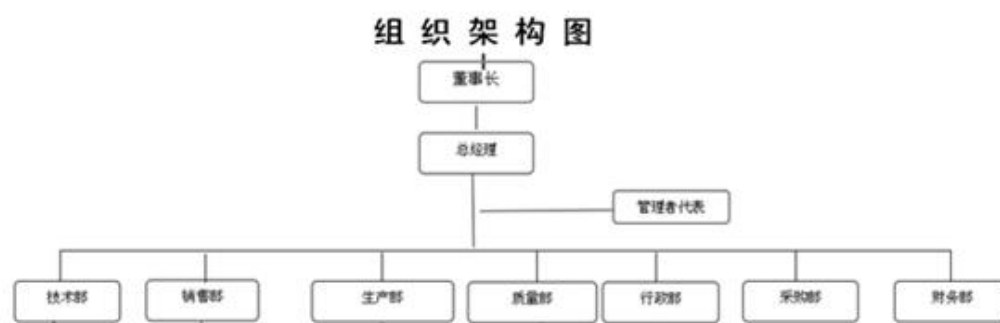 组织架构图
董事长
总经理
管理者代表
技术部 销售部 生产部 质量部 行政部 采购部 财务部